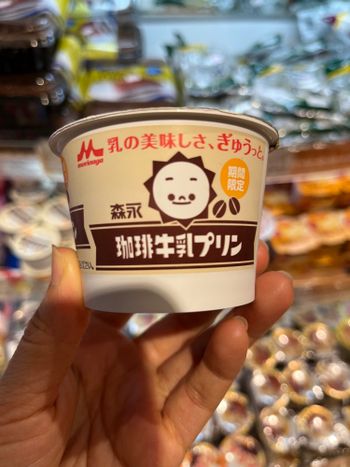 morinaga
乳の美味しさ、ぎゅうっと。
期間
限定
森永
珈琲牛乳プリン